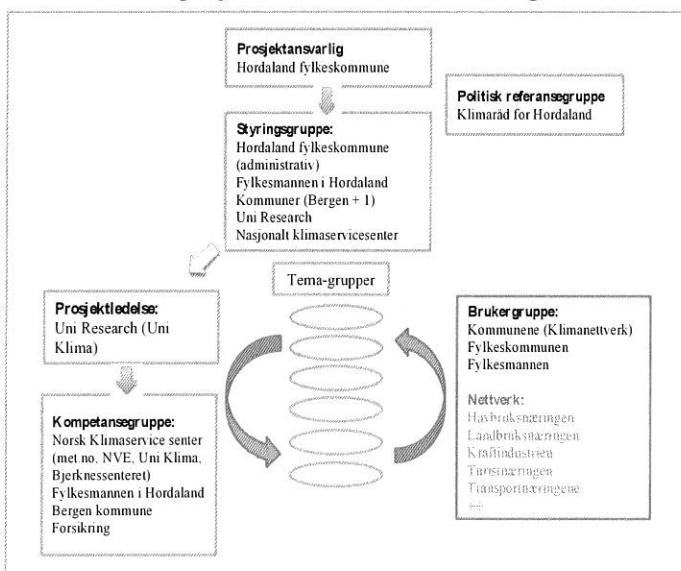 Prosjektansvarlig
Hordaland fylkeskommune
Politisk referansegruppe
Klimaråd for Hordaland
Styringsgruppe:
Hordaland fylkeskommune
(administrativ)
Fylkesmannen i Hordaland
Kommuner (Bergen + 1)
Uni Research
Nasjonalt klimaservicesenter
Tema-grupper
Prosjektledelse:
Uni Research (Uni
Klima)
Brukergruppe:
Kommunene (Klimanettverk)
Fylkeskommunen
Fylkesmannen
Nettverk:
Havbruksnæringen
Landbruksnæringen
Kraftindustrien
Turistnæringen
Transportnæringene
Kompetansegruppe:
Norsk Klimaservice senter
(met.no, NVE, Uni Klima,
Bjerknessenteret)
Fylkesmannen i Hordaland
Bergen kommune
Forsikring